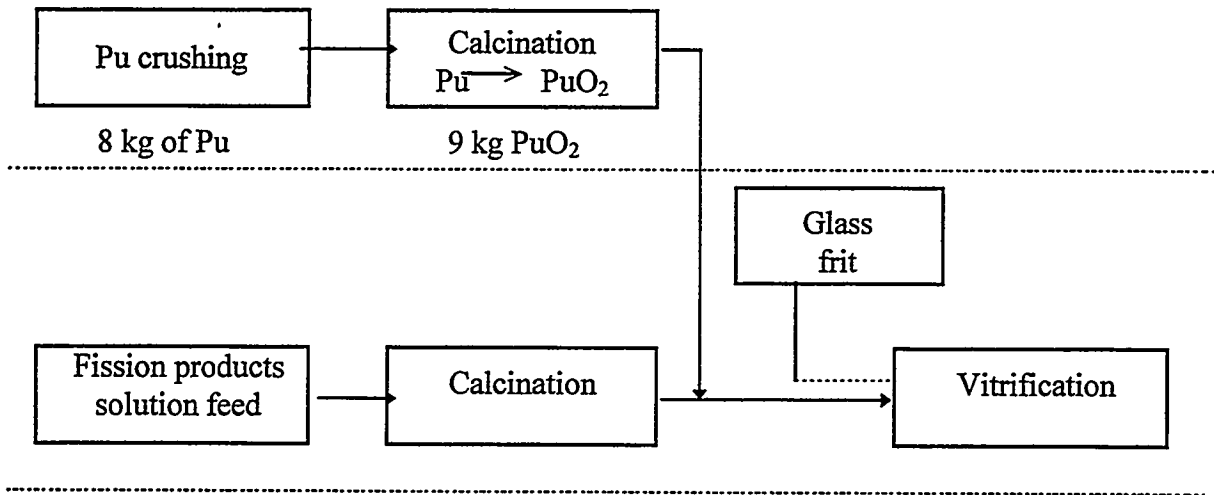 Pu crushing
Calcination
Pu → PuO₂
8 kg of Pu
9 kg PuO₂
Glass
frit
Fission products
solution feed
Calcination
Vitrification